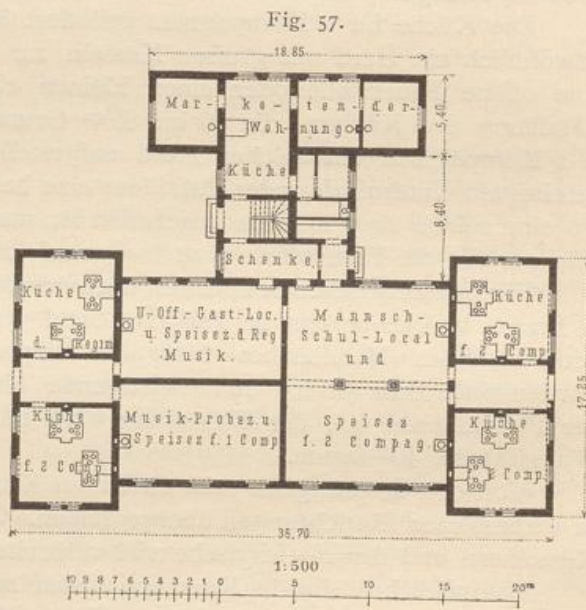 Fig. 57.
18,85
Mar- ke- ten- der-
Woh- nung
Küche
5,40
8,40
Schenke
Küche
d. Regim
U.-Off.-Gast-Loc.
u. Speisez. d. Reg
Musik.
Mannsch-
Schul-Local
und
Küche
f. 2 Comp
Küche
f. 2 Comp
Musik-Probez. u.
Speisez f. 1 Comp
Speisez
f. 2 Compag.
Küche
Comp
17,25
36,70
1:500
10 9 8 7 6 5 4 3 2 1 0 5 10 15 20m